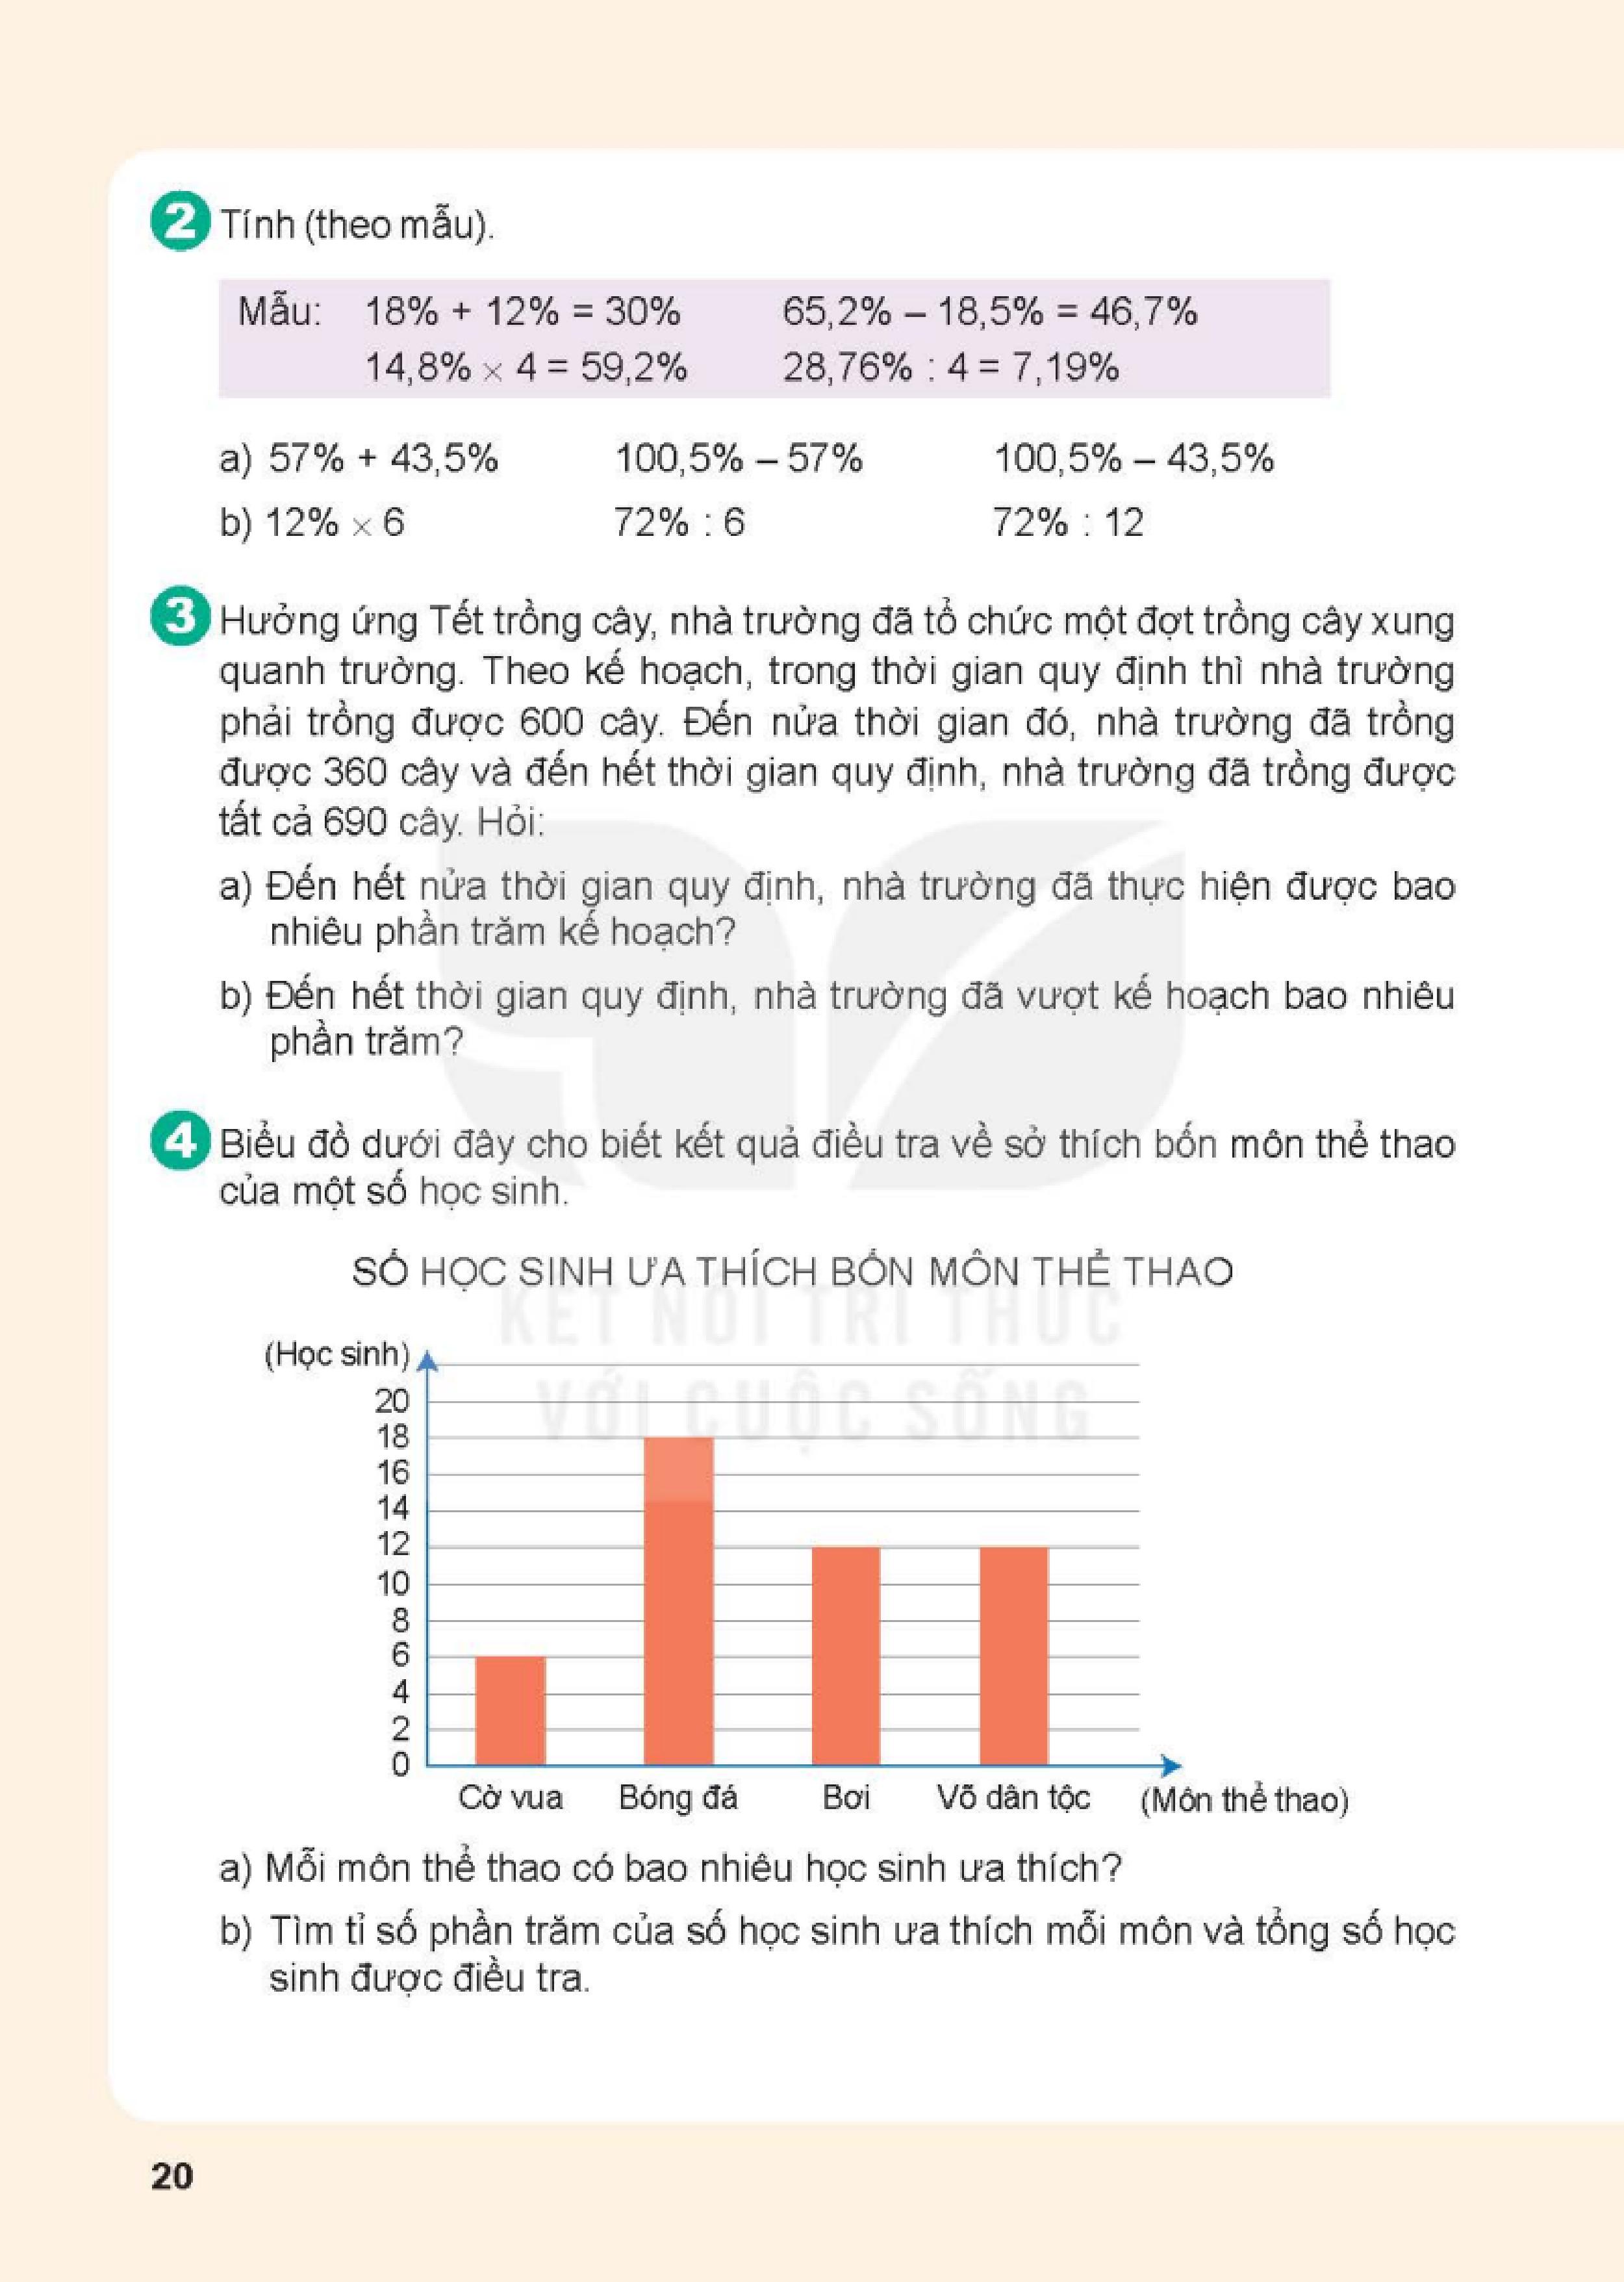 2 Tính (theo mẫu).
Mẫu: 18% + 12% = 30% 65,2% – 18,5% = 46,7%
14,8% × 4 = 59,2% 28,76% : 4 = 7,19%
a) 57% + 43,5% 100,5% – 57% 100,5% – 43,5%
b) 12% × 6 72% : 6 72% : 12
3 Hưởng ứng Tết trồng cây, nhà trường đã tổ chức một đợt trồng cây xung
quanh trường. Theo kế hoạch, trong thời gian quy định thì nhà trường
phải trồng được 600 cây. Đến nửa thời gian đó, nhà trường đã trồng
được 360 cây và đến hết thời gian quy định, nhà trường đã trồng được
tất cả 690 cây. Hỏi:
a) Đến hết nửa thời gian quy định, nhà trường đã thực hiện được bao
nhiêu phần trăm kế hoạch?
b) Đến hết thời gian quy định, nhà trường đã vượt kế hoạch bao nhiêu
phần trăm?
4 Biểu đồ dưới đây cho biết kết quả điều tra về sở thích bốn môn thể thao
của một số học sinh.
SỐ HỌC SINH ƯA THÍCH BỐN MÔN THỂ THAO
KẾT NỐI TRI THỨC
VỚI CUỘC SỐNG
(Học sinh)
20
18
16
14
12
10
8
6
4
2
0
Cờ vua Bóng đá Bơi Võ dân tộc (Môn thể thao)
a) Mỗi môn thể thao có bao nhiêu học sinh ưa thích?
b) Tìm tỉ số phần trăm của số học sinh ưa thích mỗi môn và tổng số học
sinh được điều tra.
20